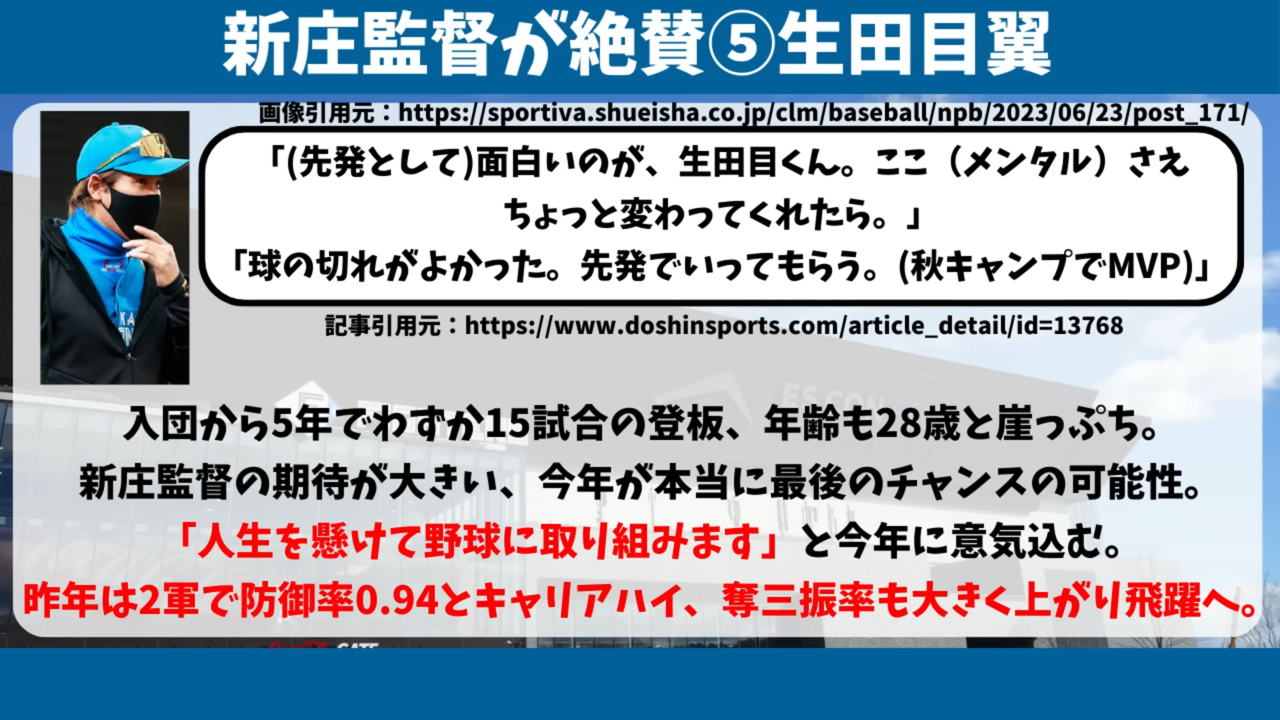 新庄監督が絶賛⑤生田目翼
画像引用元：https://sportiva.shueisha.co.jp/clm/baseball/npb/2023/06/23/post_171/
「(先発として)面白いのが、生田目くん。ここ（メンタル）さえ
ちょっと変わってくれたら。」
「球の切れがよかった。先発でいってもらう。(秋キャンプでMVP)」
記事引用元：https://www.doshinsports.com/article_detail/id=13768
ES CON
入団から5年でわずか15試合の登板、年齢も28歳と崖っぷち。
新庄監督の期待が大きい、今年が本当に最後のチャンスの可能性。
「人生を懸けて野球に取り組みます」と今年に意気込む。
昨年は2軍で防御率0.94とキャリアハイ、奪三振率も大きく上がり飛躍へ。
GATE